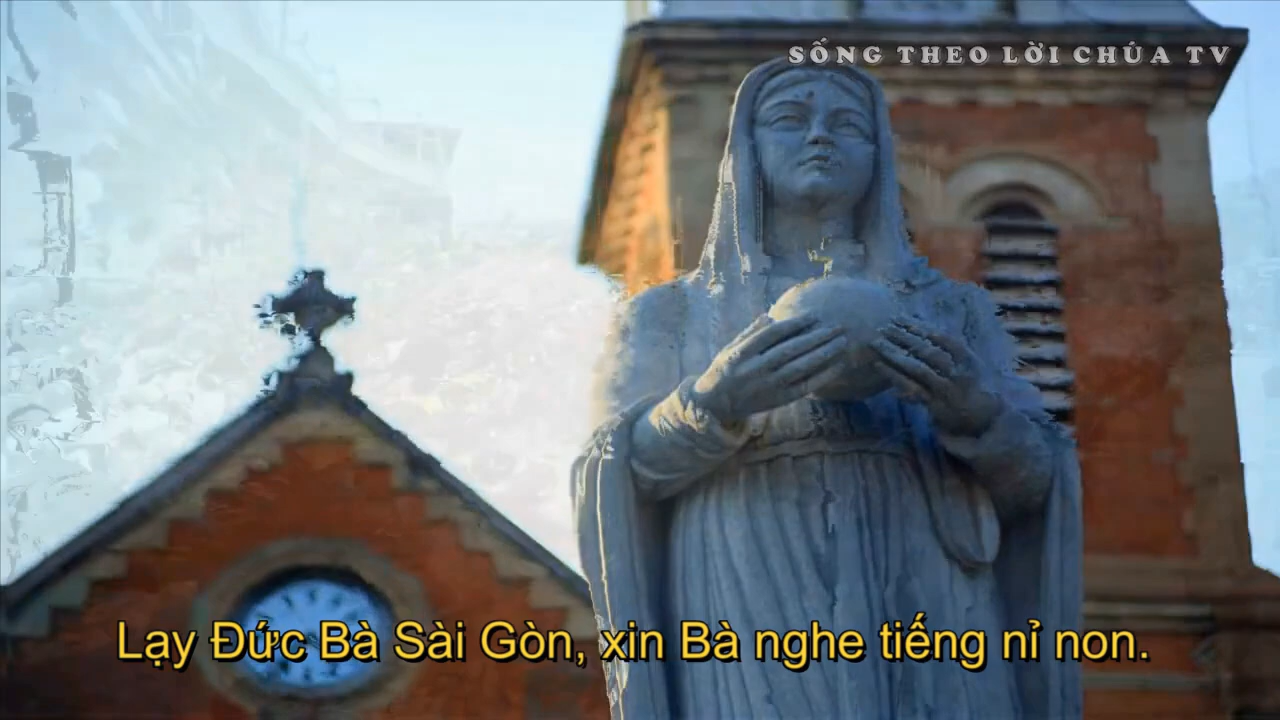 SỐNG THEO LỜI CHÚA TV
Lạy Đức Bà Sài Gòn, xin Bà nghe tiếng nỉ non.